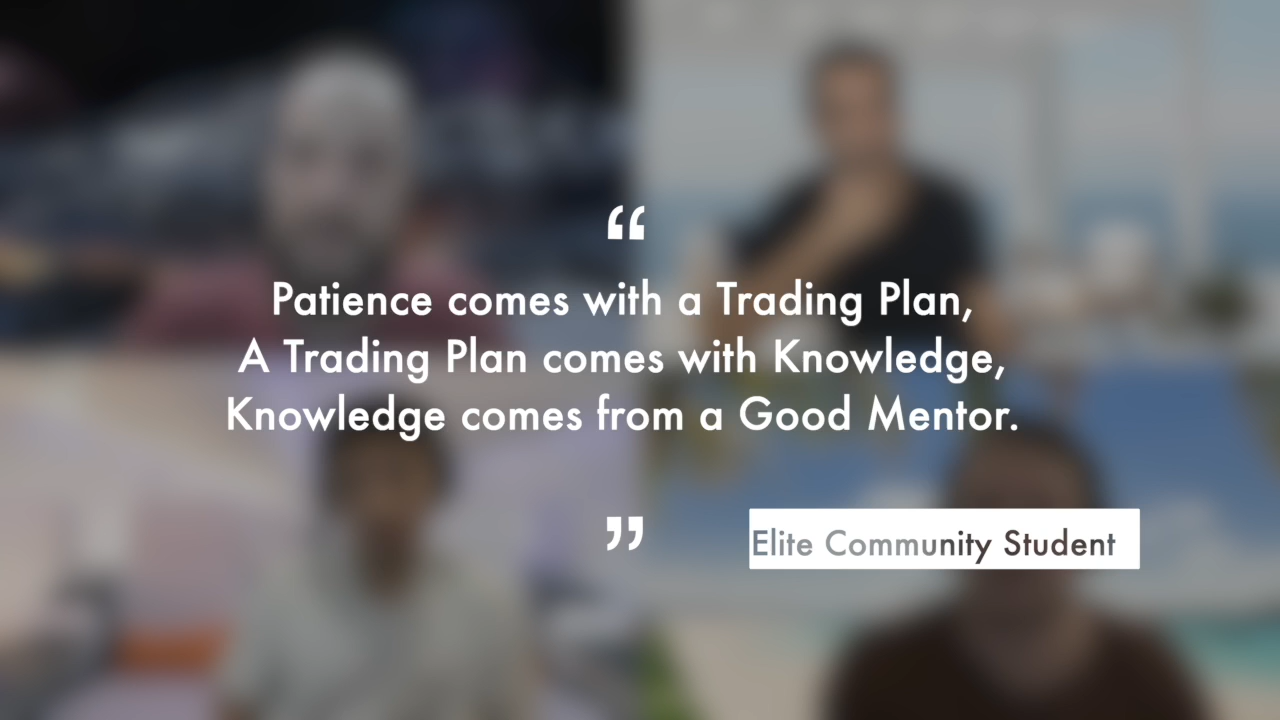 “
Patience comes with a Trading Plan,
A Trading Plan comes with Knowledge,
Knowledge comes from a Good Mentor.
”
Elite Community Student